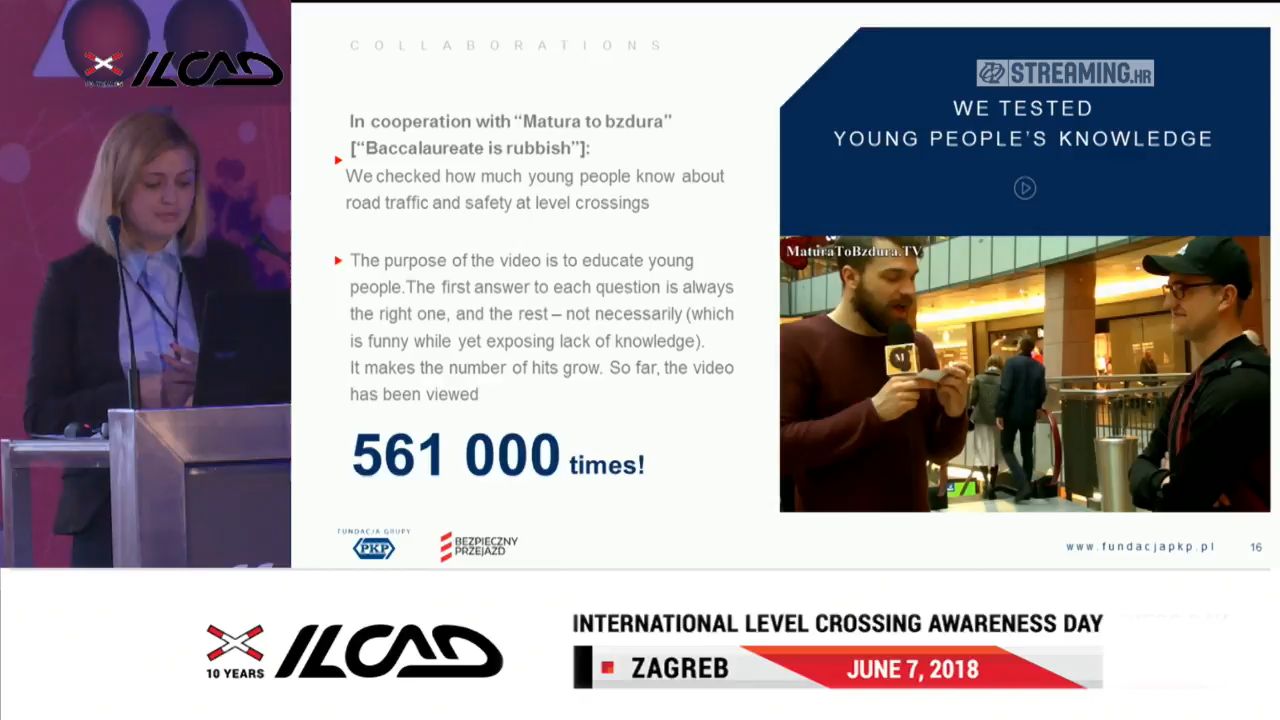 ILCAD
COLLABORATIONS
In cooperation with “Matura to bzdura”
[“Baccalaureate is rubbish”]:
We checked how much young people know about
road traffic and safety at level crossings
The purpose of the video is to educate young
people.The first answer to each question is always
the right one, and the rest – not necessarily (which
is funny while yet exposing lack of knowledge).
It makes the number of hits grow. So far, the video
has been viewed
561 000 times!
FUNDACJA GRUPY
PKP
BEZPIECZNY
PRZEJAZD
STREAMING.HR
WE TESTED
YOUNG PEOPLE’S KNOWLEDGE
MaturaToBzdura.TV
M
www.fundacjapkp.pl
16
10 YEARS
ILCAD
INTERNATIONAL LEVEL CROSSING AWARENESS DAY
ZAGREB
JUNE 7, 2018